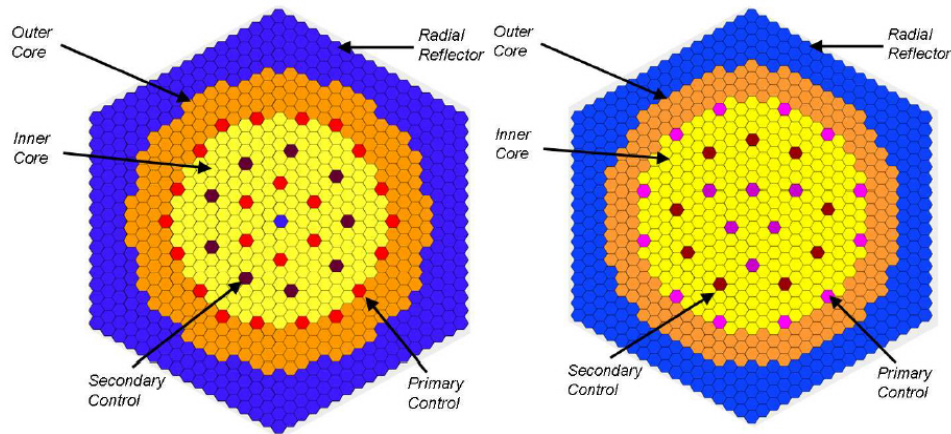 Outer
Core
Radial
Reflector
Inner
Core
Secondary
Control
Primary
Control
Outer
Core
Radial
Reflector
Inner
Core
Secondary
Control
Primary
Control